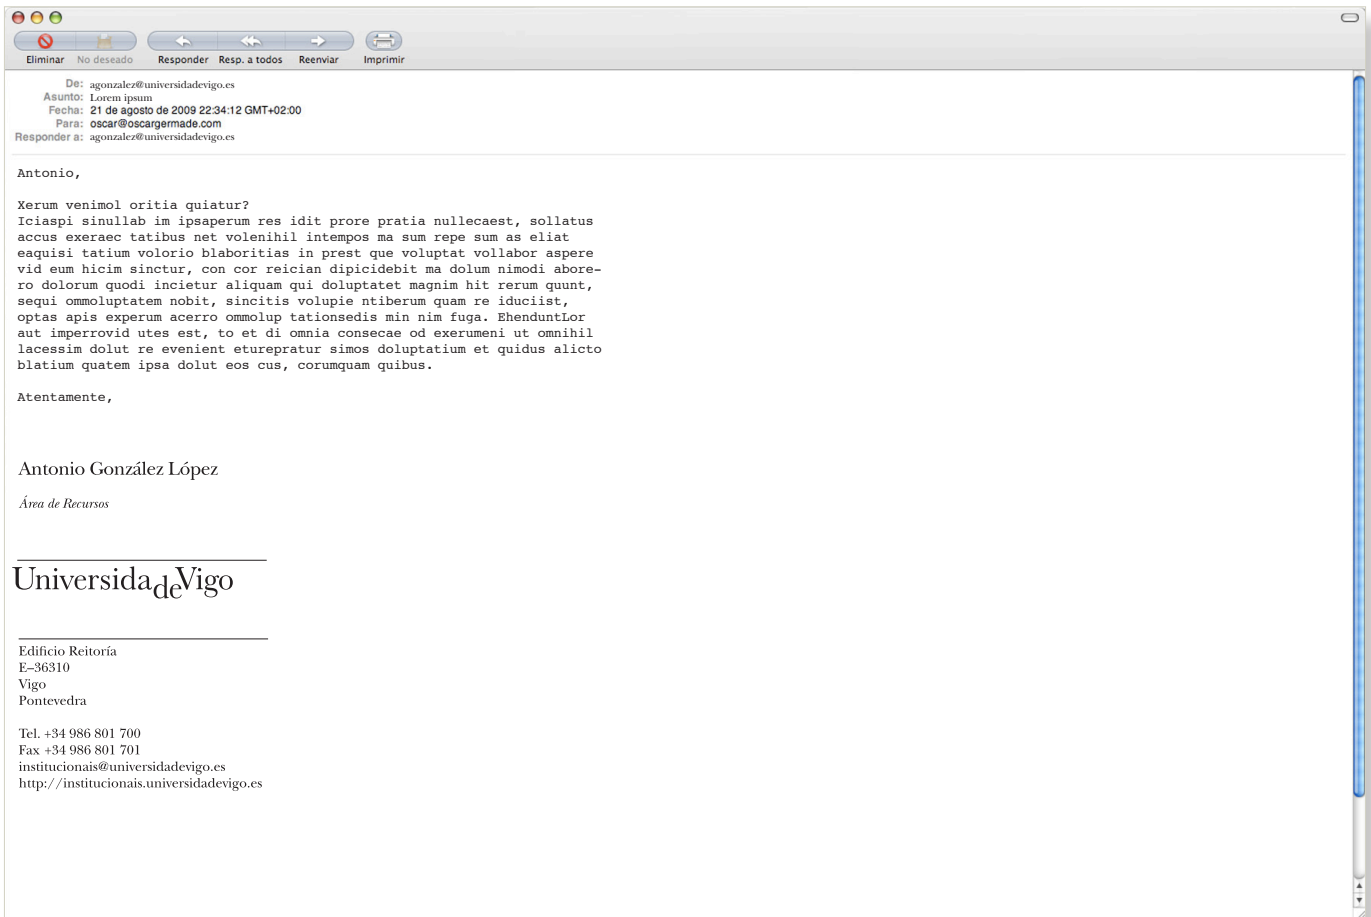 Eliminar No deseado Responder Resp. a todos Reenviar Imprimir
De: agonzalez@universidadevigo.es
Asunto: Lorem ipsum
Fecha: 21 de agosto de 2009 22:34:12 GMT+02:00
Para: oscar@oscargermade.com
Responder a: agonzalez@universidadevigo.es
Antonio,
Xerum venimol oritia quiatur?
Iciaspi sinullab im ipsaperum res idit prore pratia nullecaest, sollatus
accus exeraec tatibus net volenihil intempos ma sum repe sum as eliat
eaquisi tatium volorio blaboritias in prest que voluptat vollabor aspere
vid eum hicim sinctur, con cor reician dipicidebit ma dolum nimodi abore-
ro dolorum quodi incietur aliquam qui doluptatet magnim hit rerum quunt,
sequi ommoluptatem nobit, sincitis volupie ntiberum quam re iduciist,
optas apis experum acerro ommolup tationsedis min nim fuga. EhenduntLor
aut imperrovid utes est, to et di omnia consecae od exerumeni ut omnihil
lacessim dolut re evenient eturepratur simos doluptatium et quidus alicto
blatium quatem ipsa dolut eos cus, corumquam quibus.
Atentamente,
Antonio González López
Área de Recursos
UniversidadeVigo
Edificio Reitoría
E–36310
Vigo
Pontevedra
Tel. +34 986 801 700
Fax +34 986 801 701
institucionais@universidadevigo.es
http://institucionais.universidadevigo.es